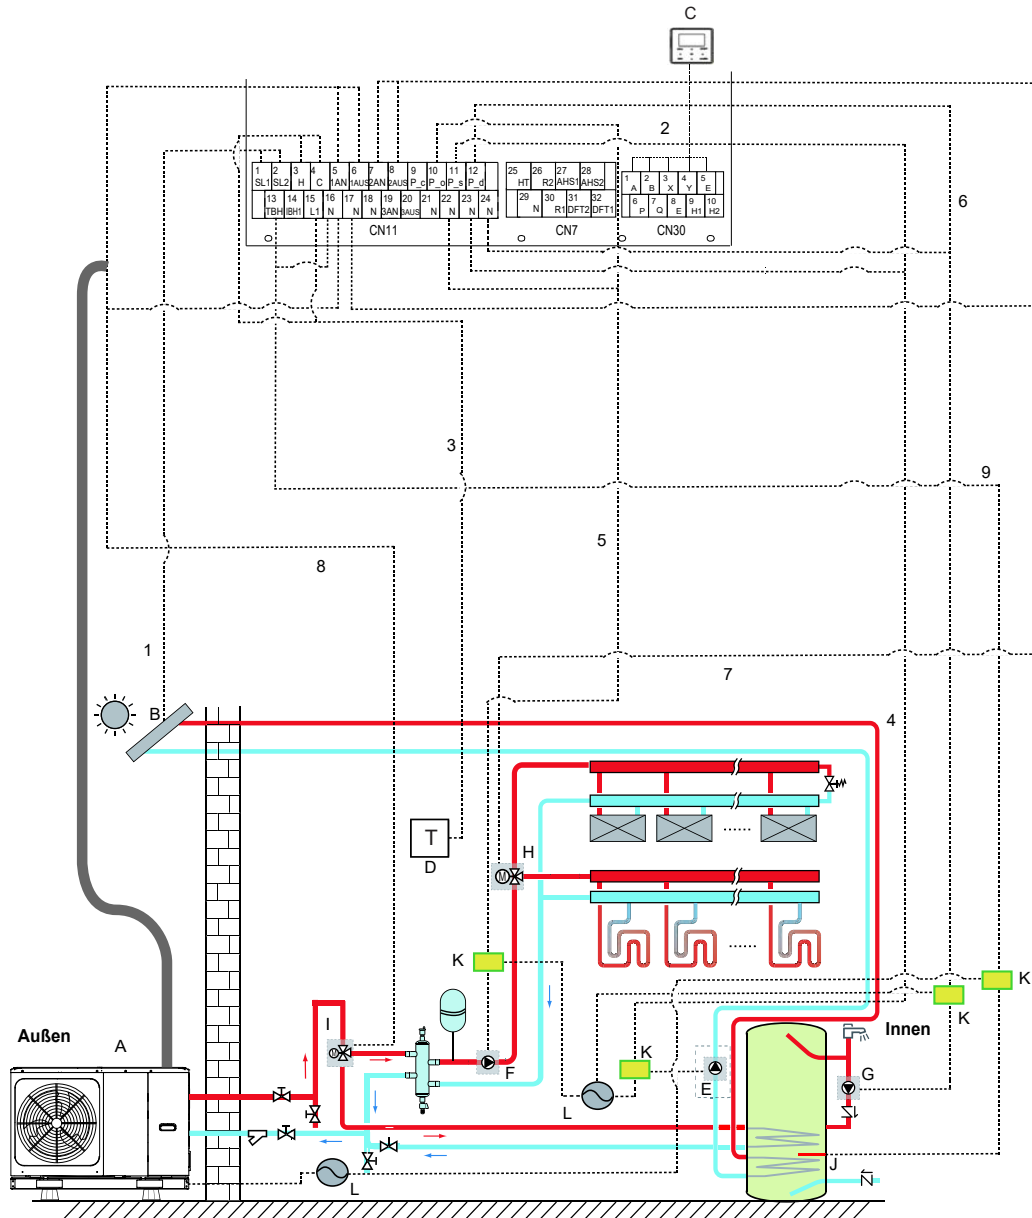 C
2
1 2 3 4 5 6 7 8 9 10 11 12
SL1 SL2 H C 1AN 1AUS 2AN 2AUS P_c P_o P_s P_d
13 14 15 16 17 18 19 20 21 22 23 24
TBH IBH1 L1 N N N 3AN 3AUS N N N N
CN11
25 26 27 28
HT R2 AHS1 AHS2
29 30 31 32
N R1 DFT2 DFT1
CN7
1 2 3 4 5
A B X Y E
6 7 8 9 10
P Q E H1 H2
CN30
6
3
9
5
8
1
7
B
4
T
D
H
M
K
K
K
I
M
Außen
A
F
K
E
Innen
G
L
J
L